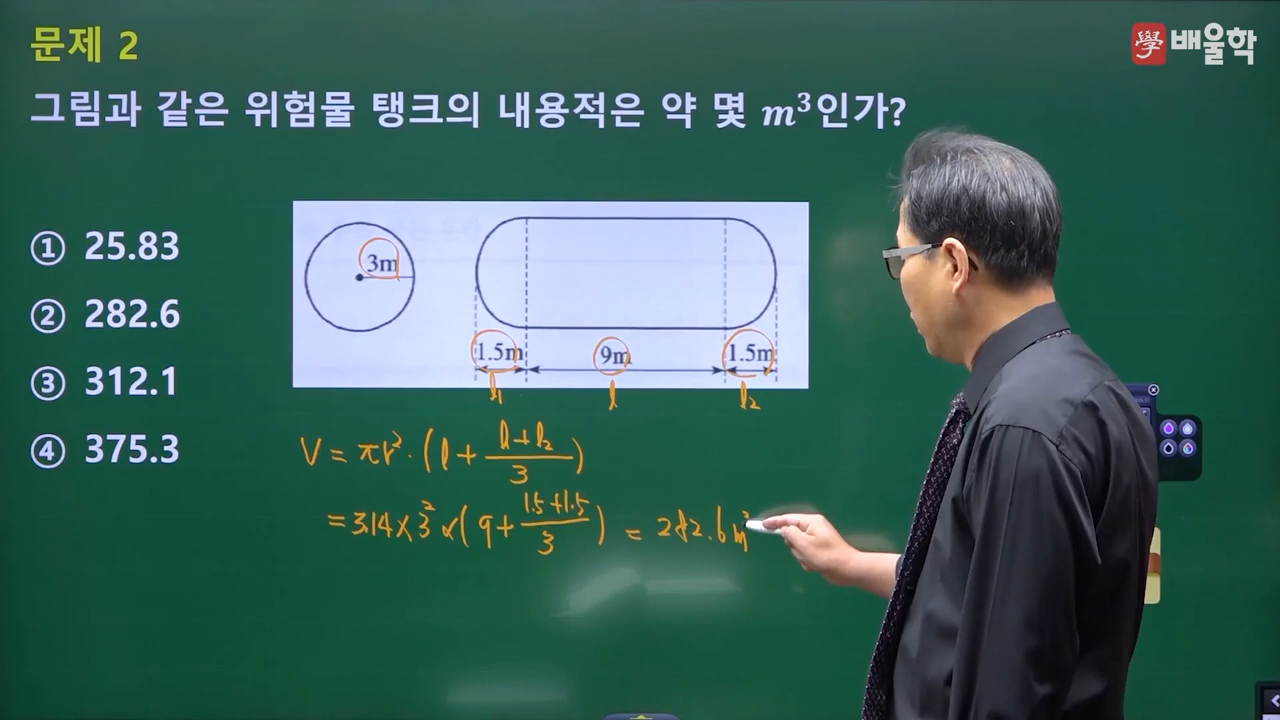 문제 2
學 배울학
그림과 같은 위험물 탱크의 내용적은 약 몇 m³인가?
① 25.83
② 282.6
③ 312.1
④ 375.3
3m
1.5m 9m 1.5m
l₁ l l₂
V = πr²·(l + (l₁+l₂)/3)
= 3.14×3²×(9 + (1.5+1.5)/3) = 282.6m³